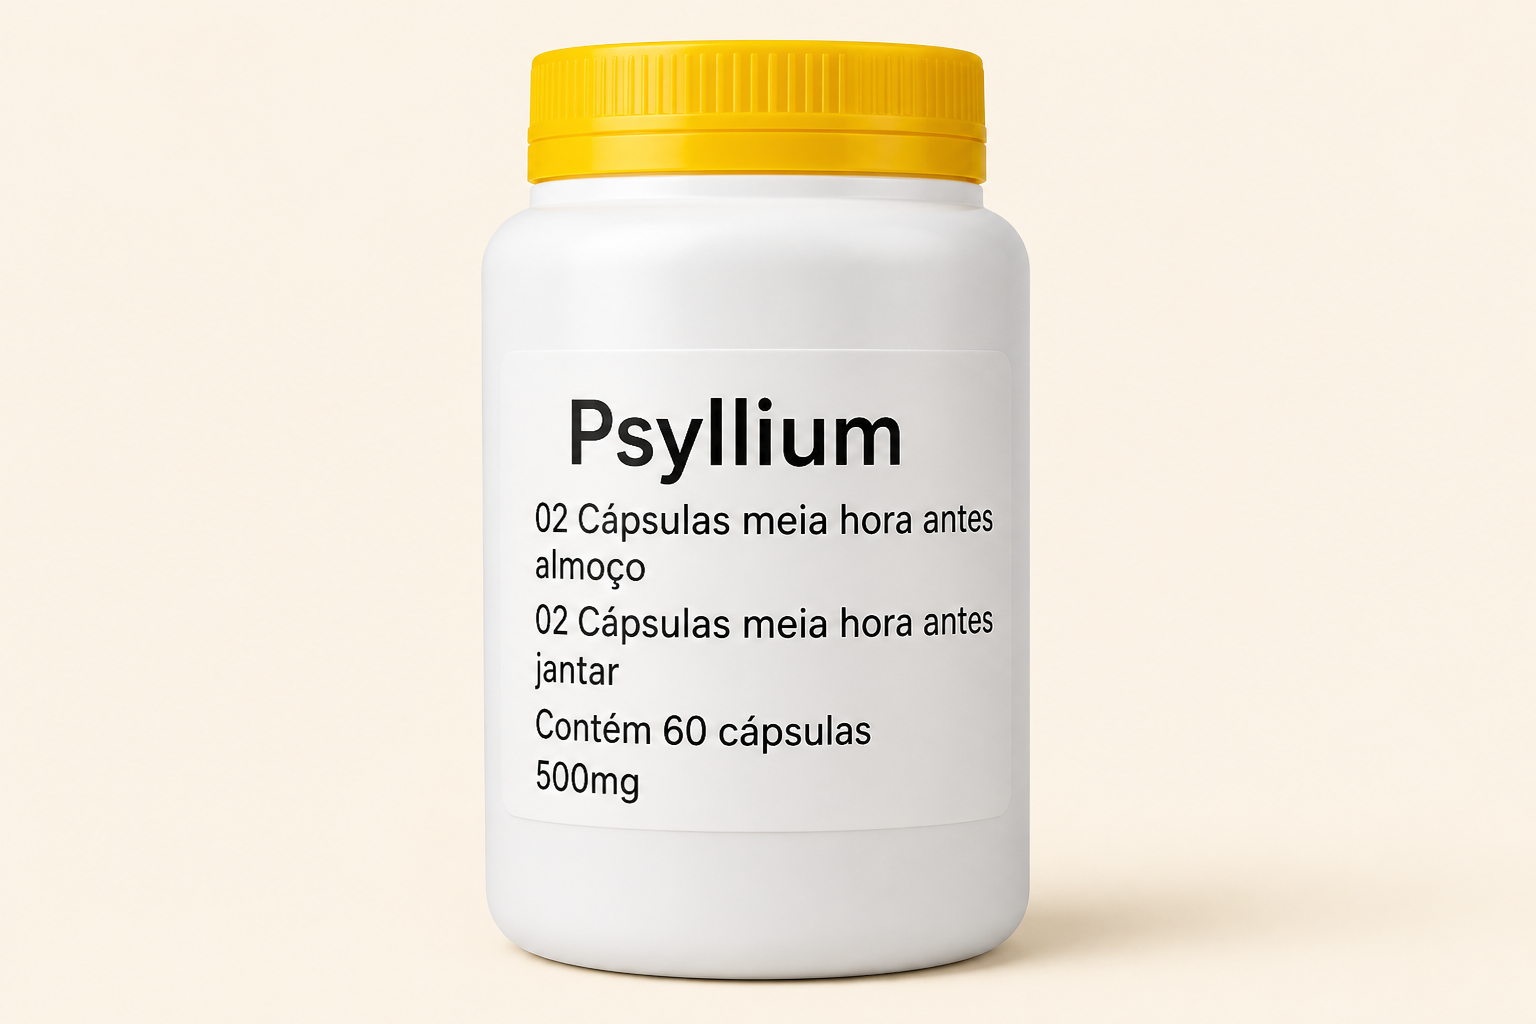 Psyllium
02 Cápsulas meia hora antes
almoço
02 Cápsulas meia hora antes
jantar
Contém 60 cápsulas
500mg